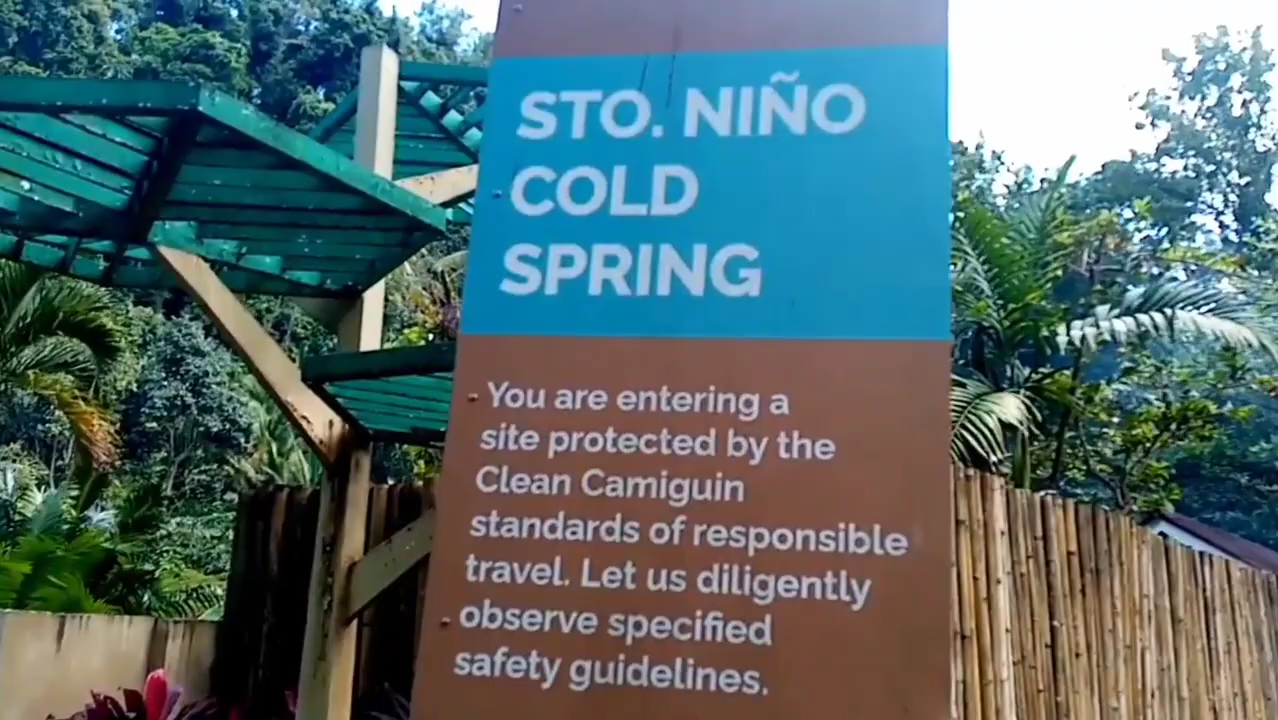 STO. NIÑO
COLD
SPRING
You are entering a
site protected by the
Clean Camiguin
standards of responsible
travel. Let us diligently
observe specified
safety guidelines.